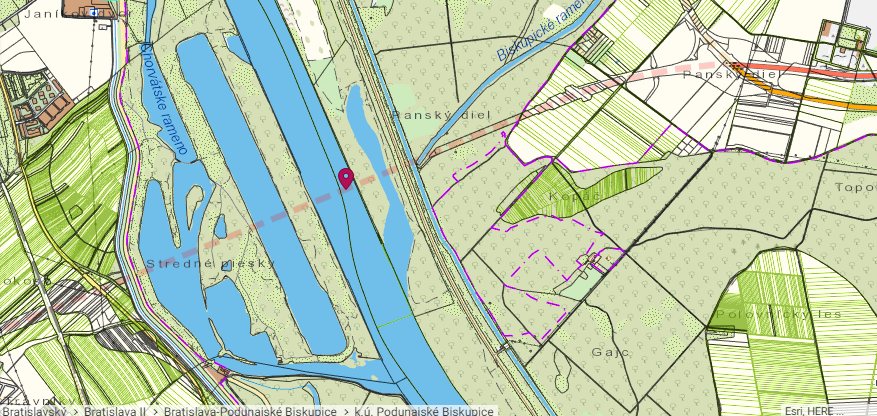 Biskupické rameno
Chorvátske rameno
Panský diel
Panský diel
Kopáč
Topo
Stredné piesky
Polovnícky les
Gajc
Bratislavský > Bratislava II > Bratislava-Podunajské Biskupice > k.ú. Podunajské Biskupice
Esri, HERE ...